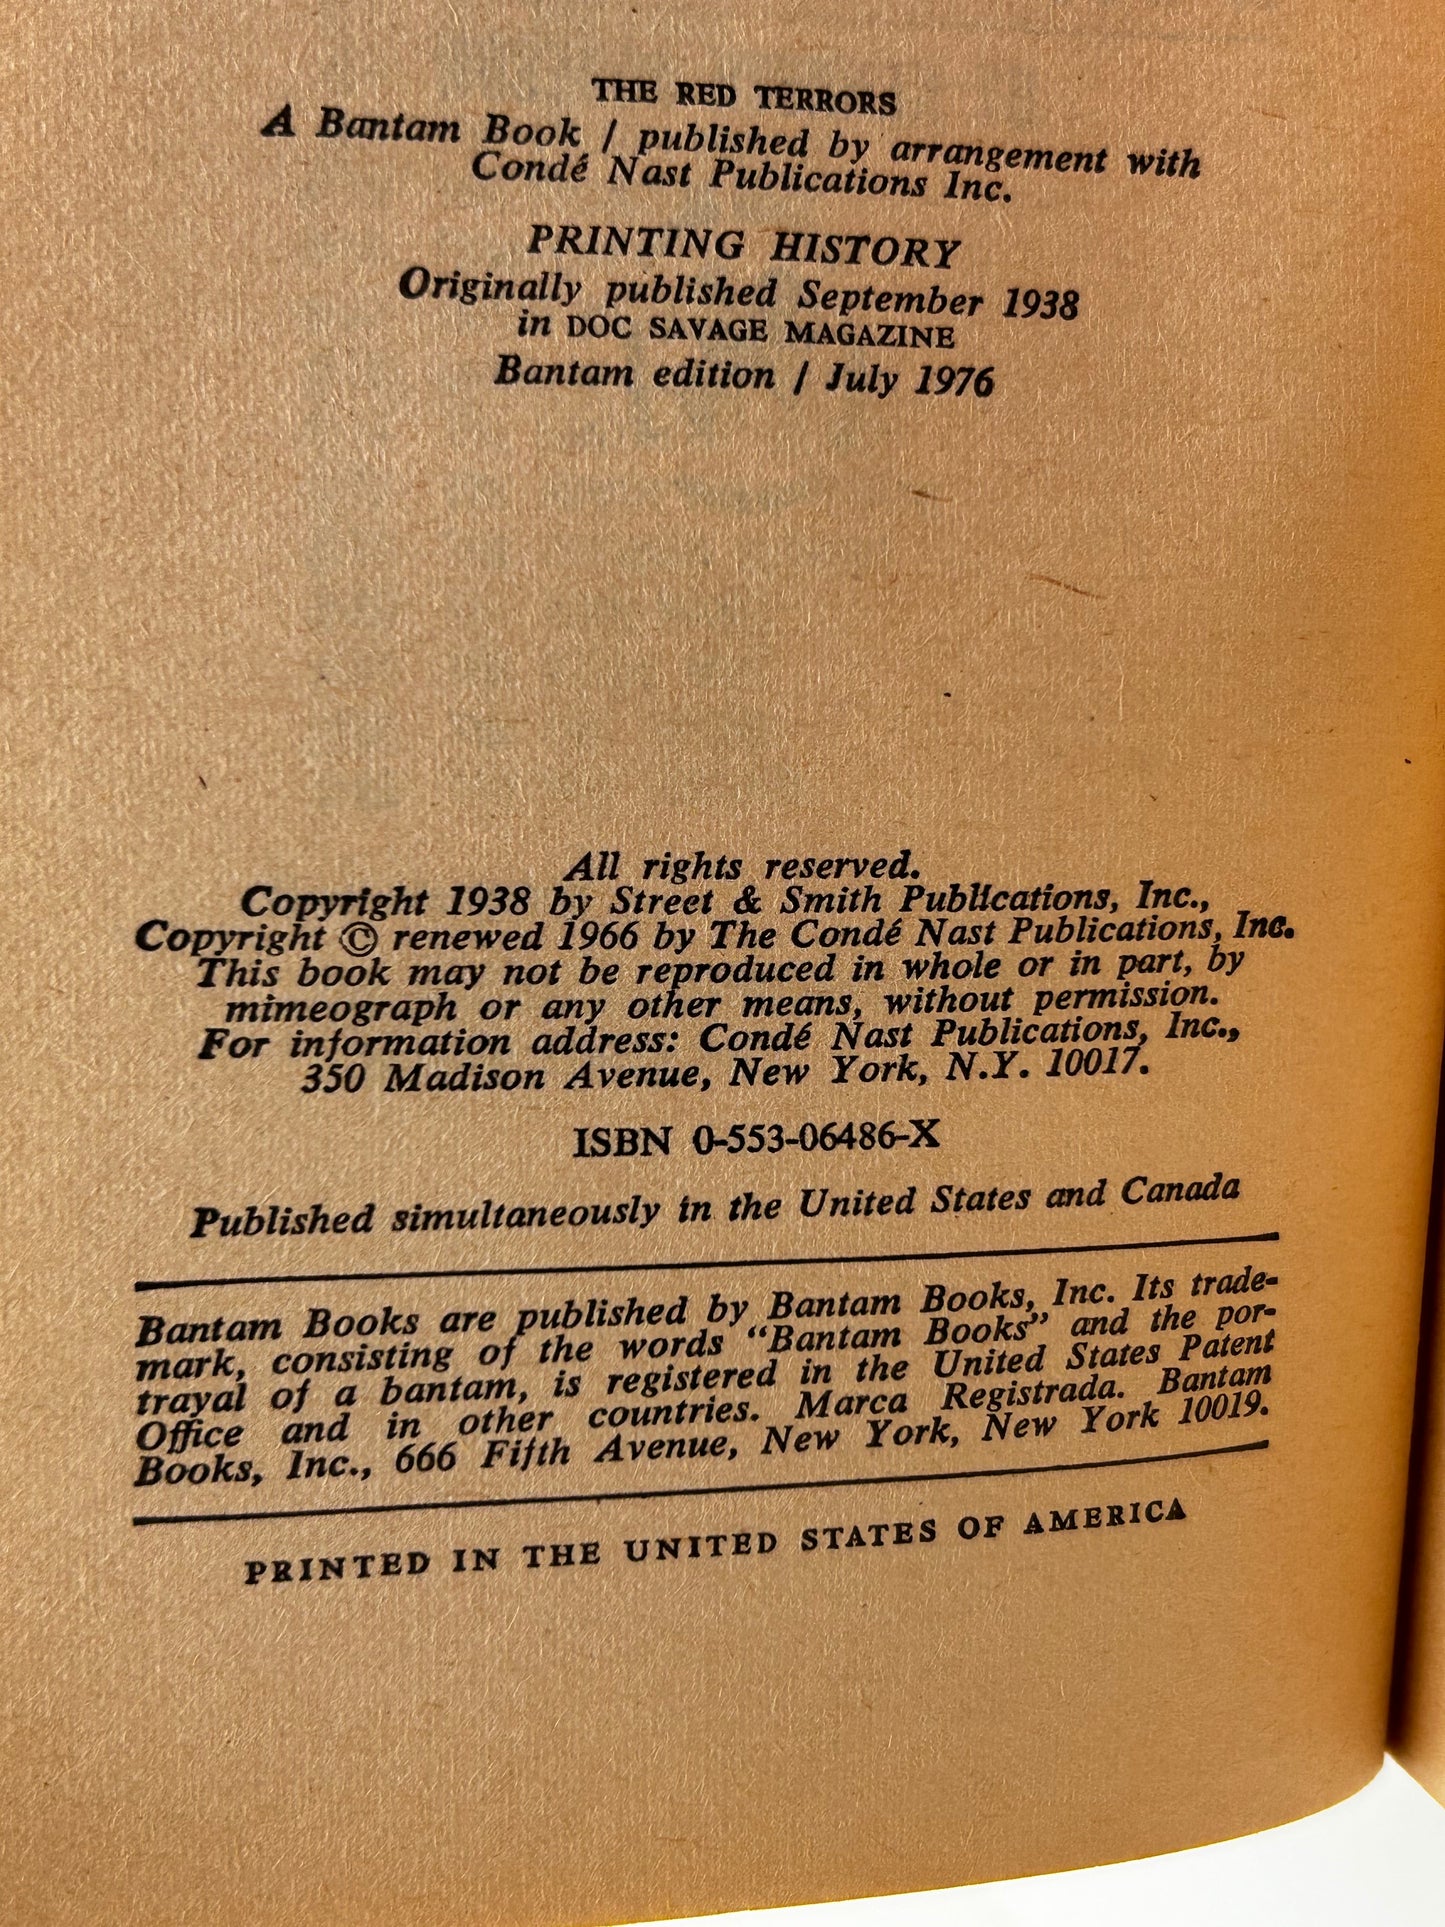 THE RED TERRORS
A Bantam Book / published by arrangement with
Condé Nast Publications Inc.
PRINTING HISTORY
Originally published September 1938
in DOC SAVAGE MAGAZINE
Bantam edition / July 1976
All rights reserved.
Copyright 1938 by Street & Smith Publications, Inc.,
Copyright © renewed 1966 by The Condé Nast Publications, Inc.
This book may not be reproduced in whole or in part, by
mimeograph or any other means, without permission.
For information address: Condé Nast Publications, Inc.,
350 Madison Avenue, New York, N.Y. 10017.
ISBN 0-553-06486-X
Published simultaneously in the United States and Canada
Bantam Books are published by Bantam Books, Inc. Its trade-
mark, consisting of the words "Bantam Books" and the por-
trayal of a bantam, is registered in the United States Patent
Office and in other countries. Marca Registrada. Bantam
Books, Inc., 666 Fifth Avenue, New York, New York 10019.
PRINTED IN THE UNITED STATES OF AMERICA